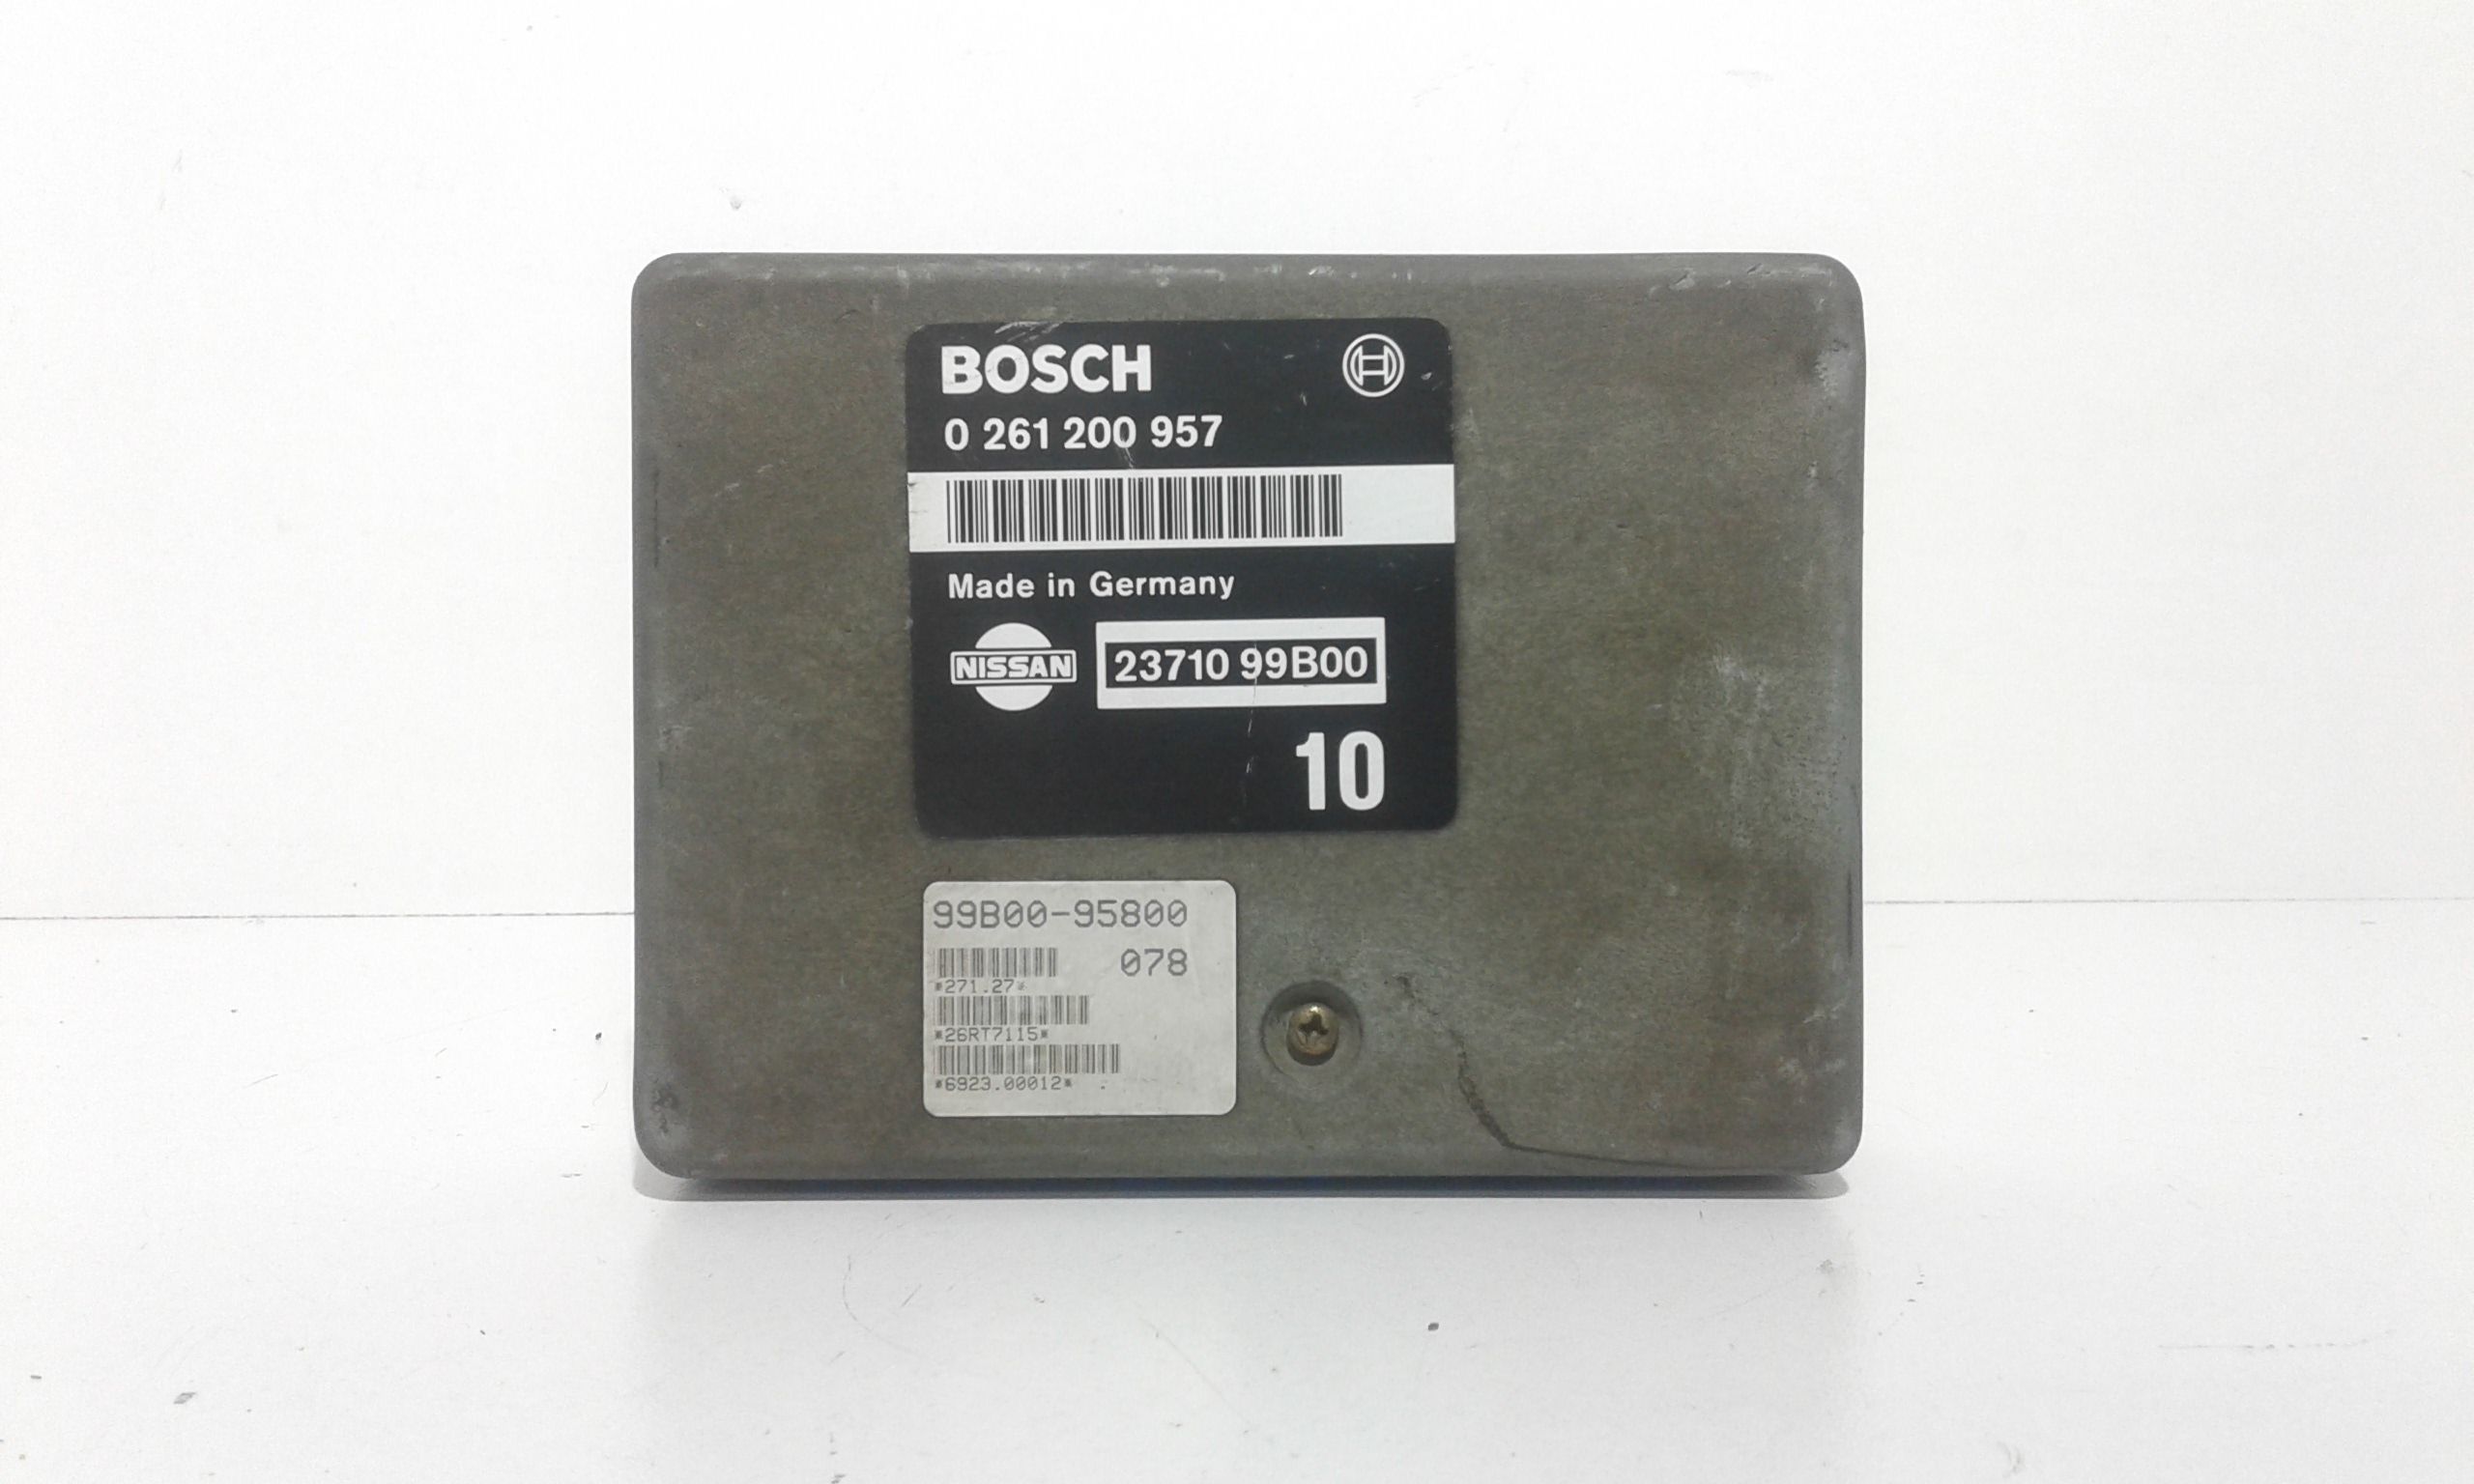 BOSCH
0 261 200 957
Made in Germany
NISSAN 23710 99B00
10
99B00-95800
078
*271.27*
*26RT7115*
*6923.00012*